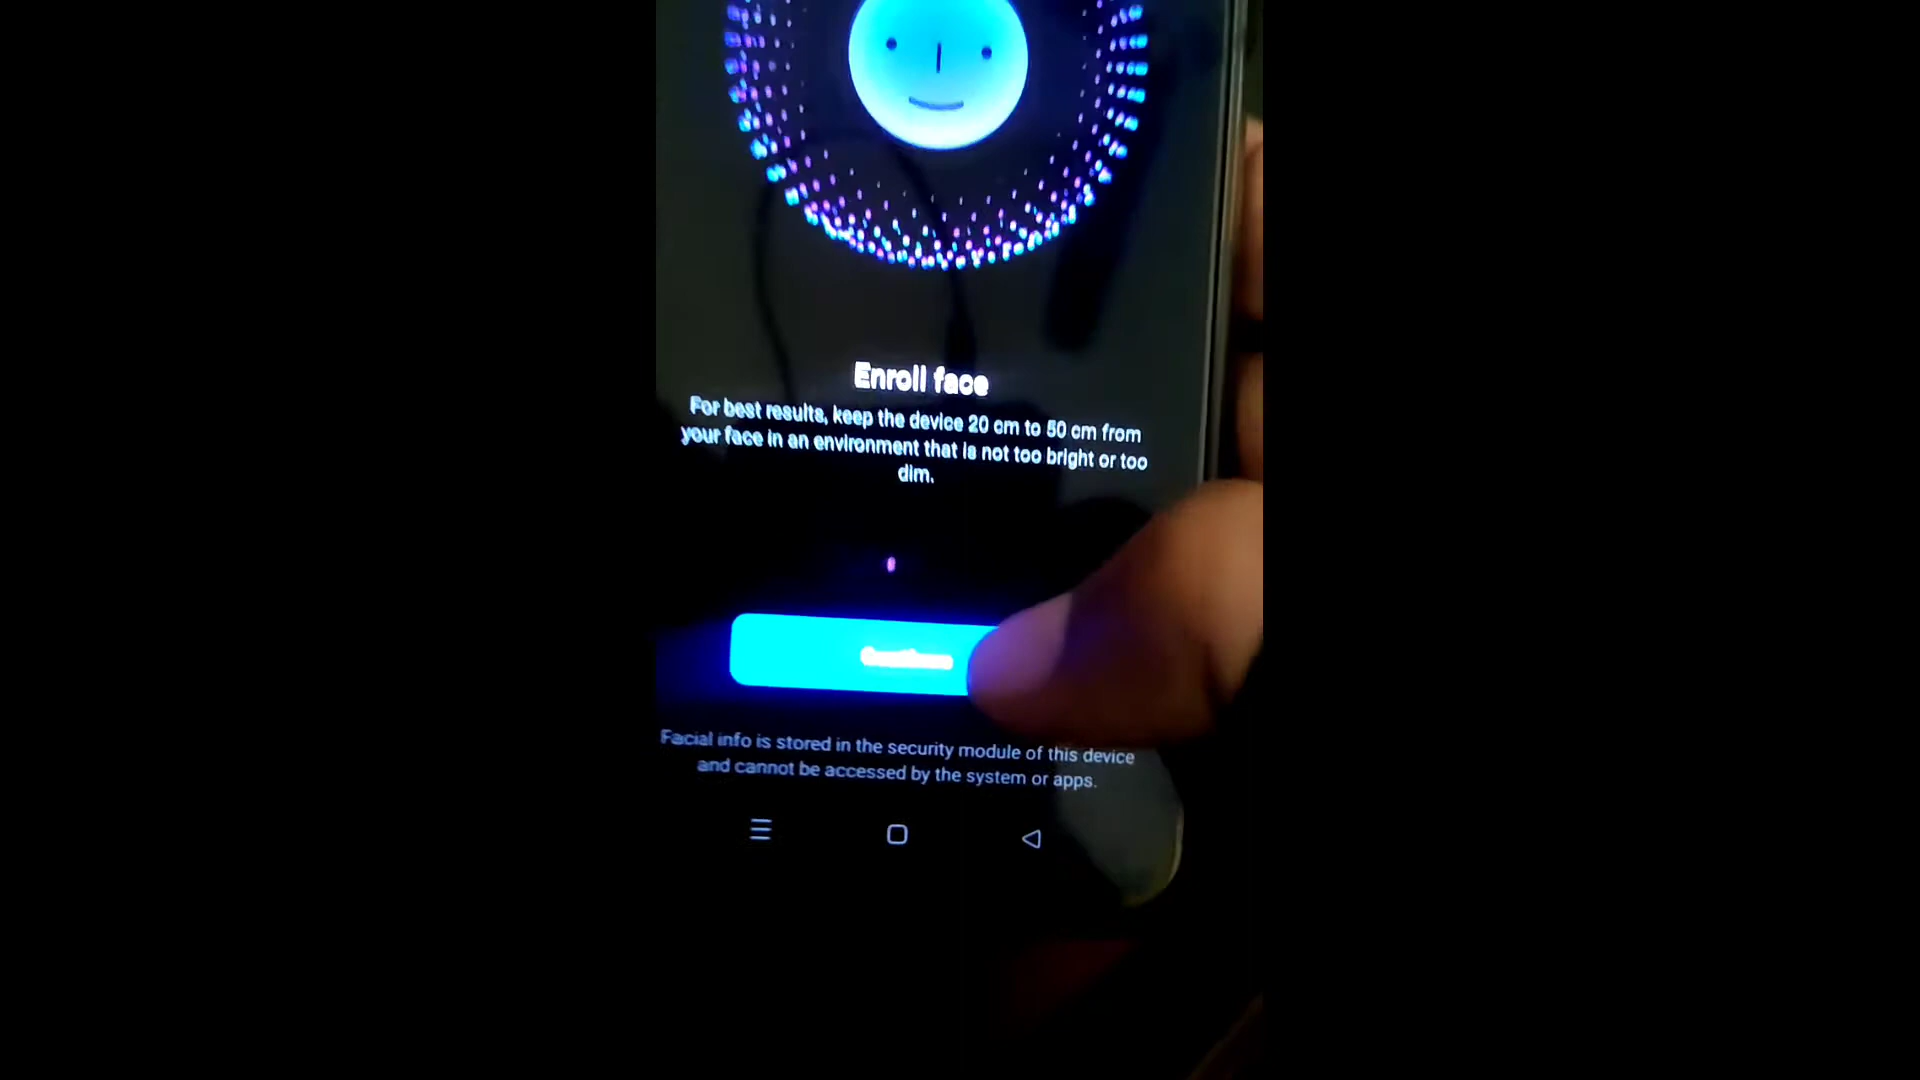 Enroll face
For best results, keep the device 20 cm to 50 cm from
your face in an environment that is not too bright or too
dim.
Facial info is stored in the security module of this device
and cannot be accessed by the system or apps.